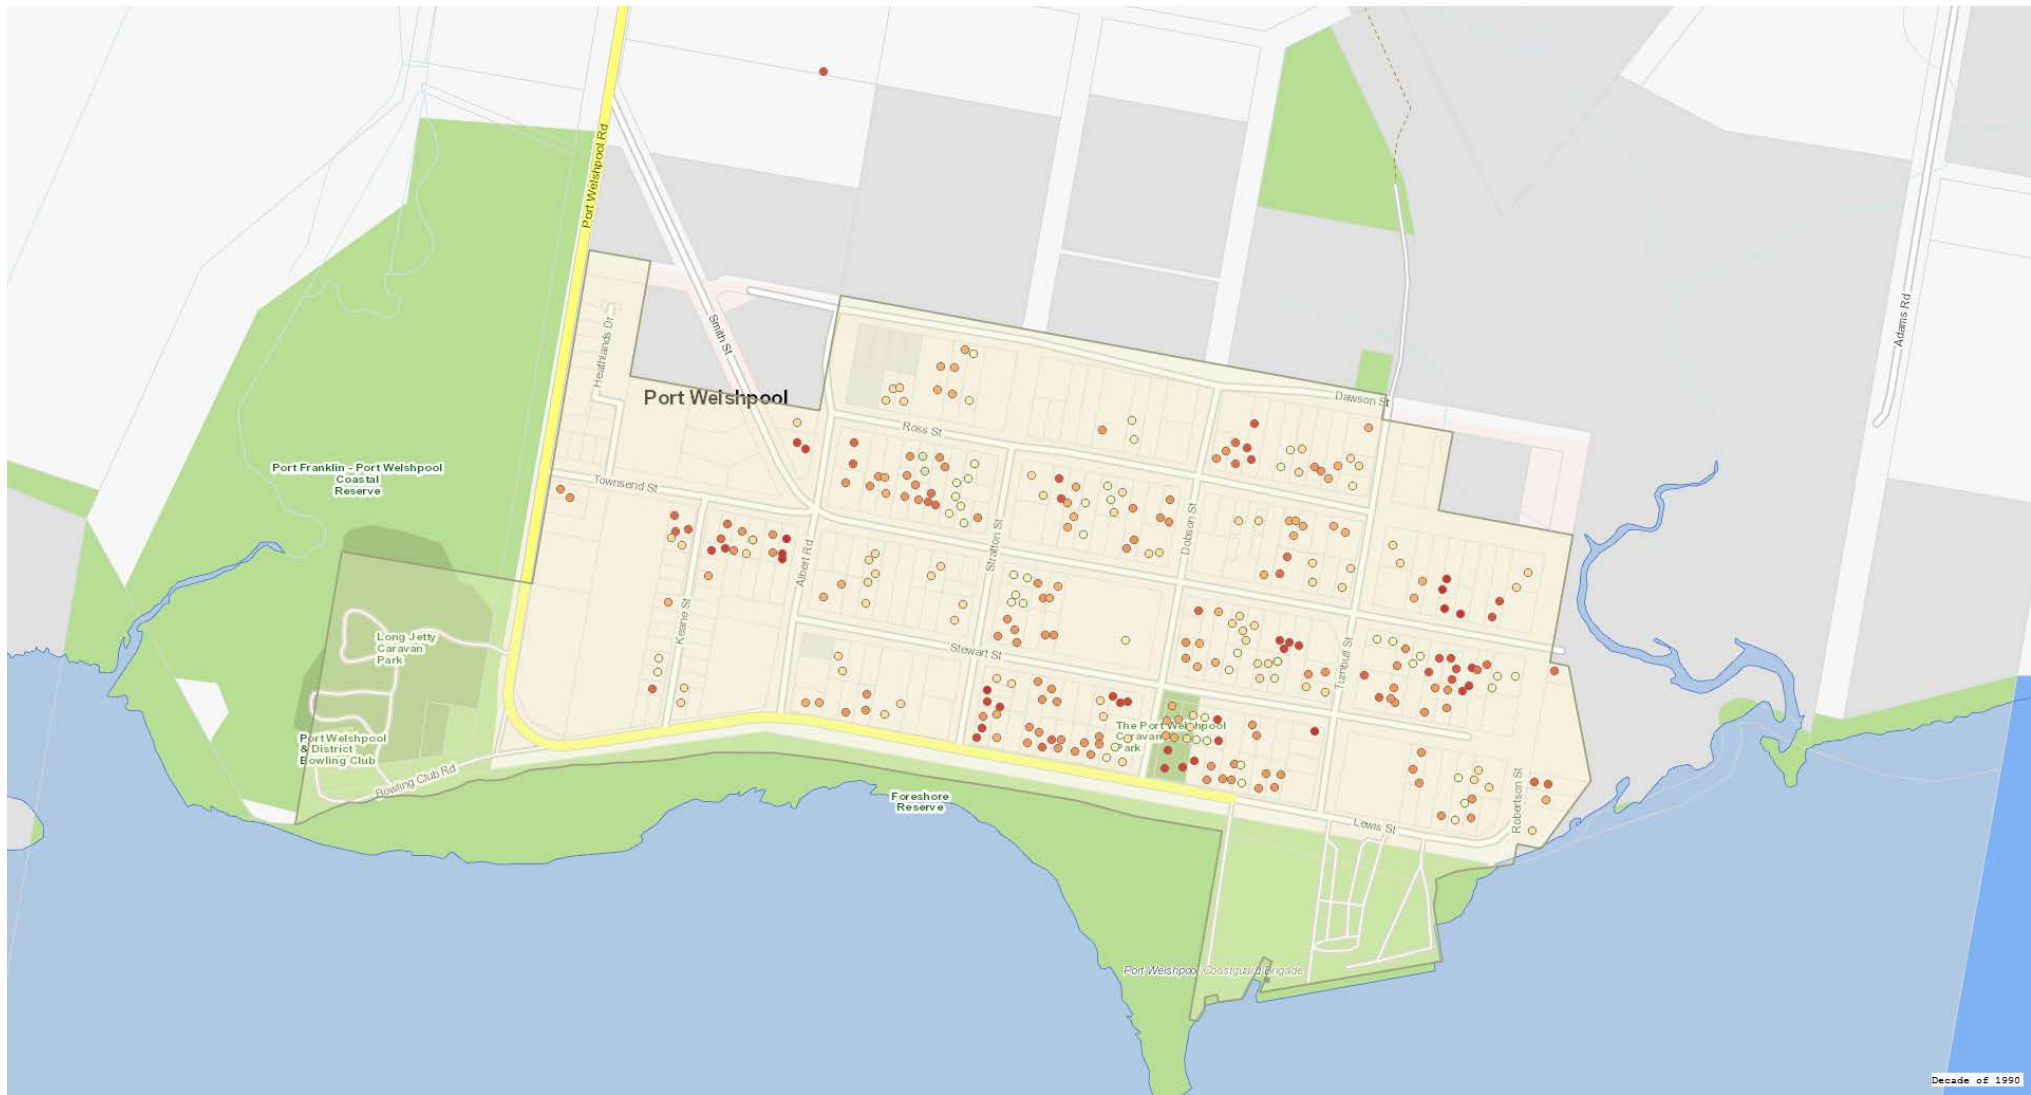 Port Welshpool Rd
Adams Rd
Smith St
Heathlands Dr
Port Welshpool
Dawson St
Ross St
Port Franklin - Port Welshpool
Coastal
Reserve
Townsend St
Stratton St
Dobson St
Albert Rd
Keane St
Long Jetty
Caravan
Park
Stewart St
Turnbull St
The Port Welshpool
Caravan
Park
Port Welshpool
& District
Bowling Club
Bowling Club Rd
Foreshore
Reserve
Robertson St
Lewis St
Port Welshpool Coastguard Brigade
Decade of 1990